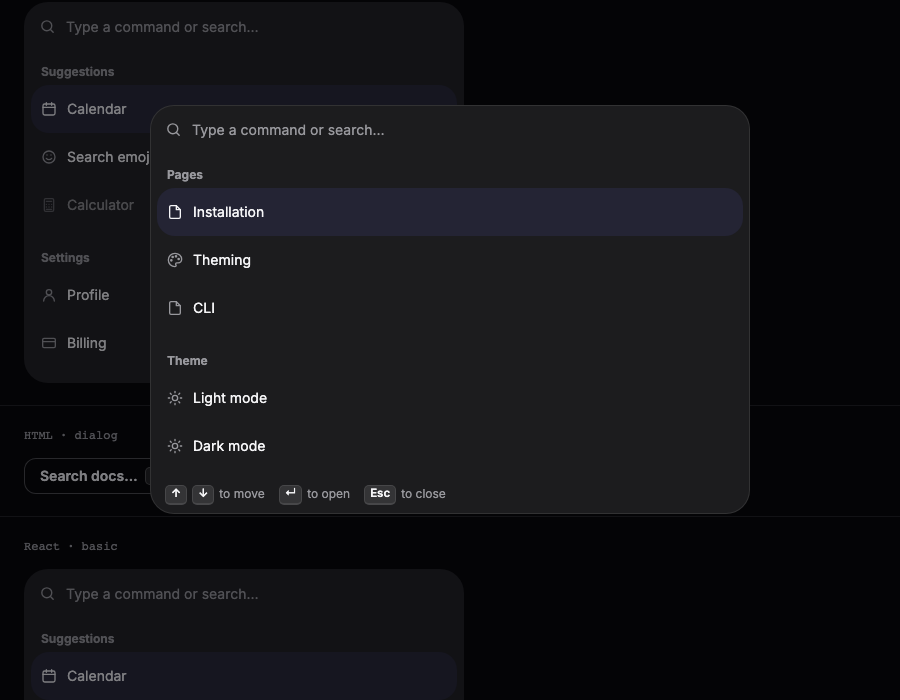 Type a command or search...
Suggestions
Calendar
Search emoj
Calculator
Settings
Profile
Billing
HTML · dialog
Search docs...
Type a command or search...
Pages
Installation
Theming
CLI
Theme
Light mode
Dark mode
↑ ↓ to move ↵ to open Esc to close
React · basic
Type a command or search...
Suggestions
Calendar